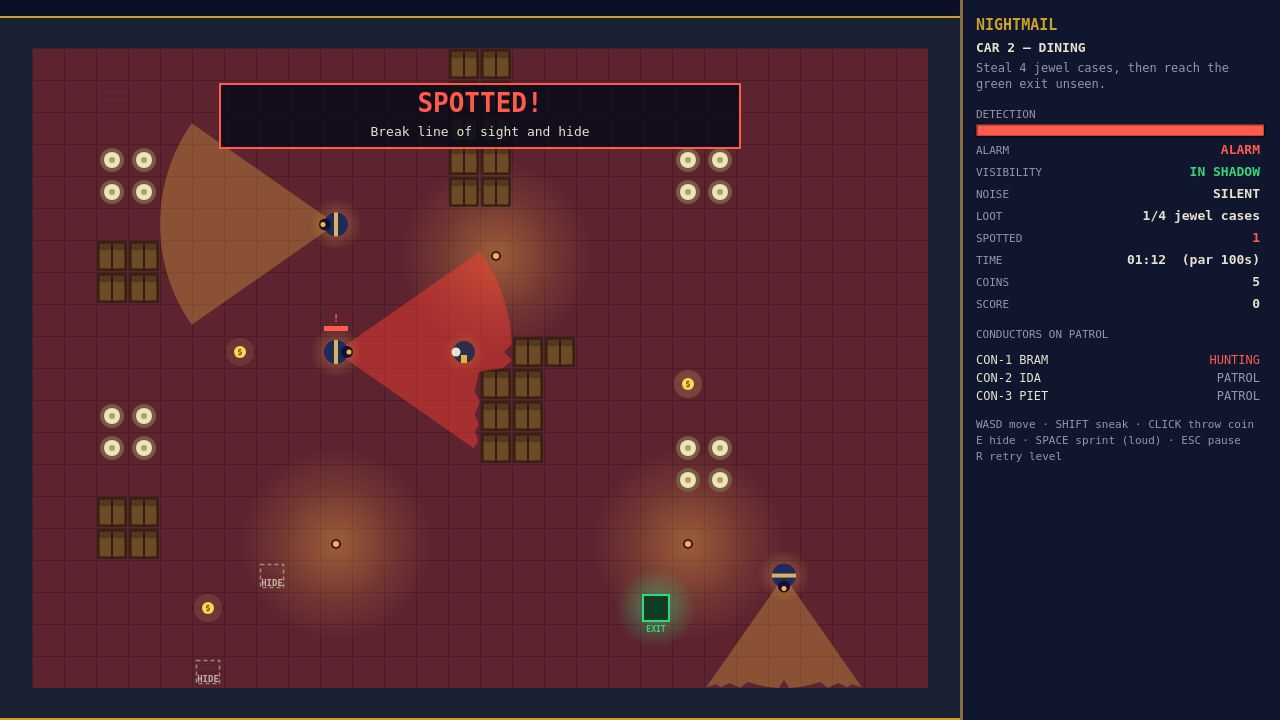 SPOTTED!
Break line of sight and hide
!
$
$
$
HIDE
EXIT
HIDE
NIGHTMAIL
CAR 2 — DINING
Steal 4 jewel cases, then reach the
green exit unseen.
DETECTION
ALARM ALARM
VISIBILITY IN SHADOW
NOISE SILENT
LOOT 1/4 jewel cases
SPOTTED 1
TIME 01:12 (par 100s)
COINS 5
SCORE 0
CONDUCTORS ON PATROL
CON-1 BRAM HUNTING
CON-2 IDA PATROL
CON-3 PIET PATROL
WASD move · SHIFT sneak · CLICK throw coin
E hide · SPACE sprint (loud) · ESC pause
R retry level